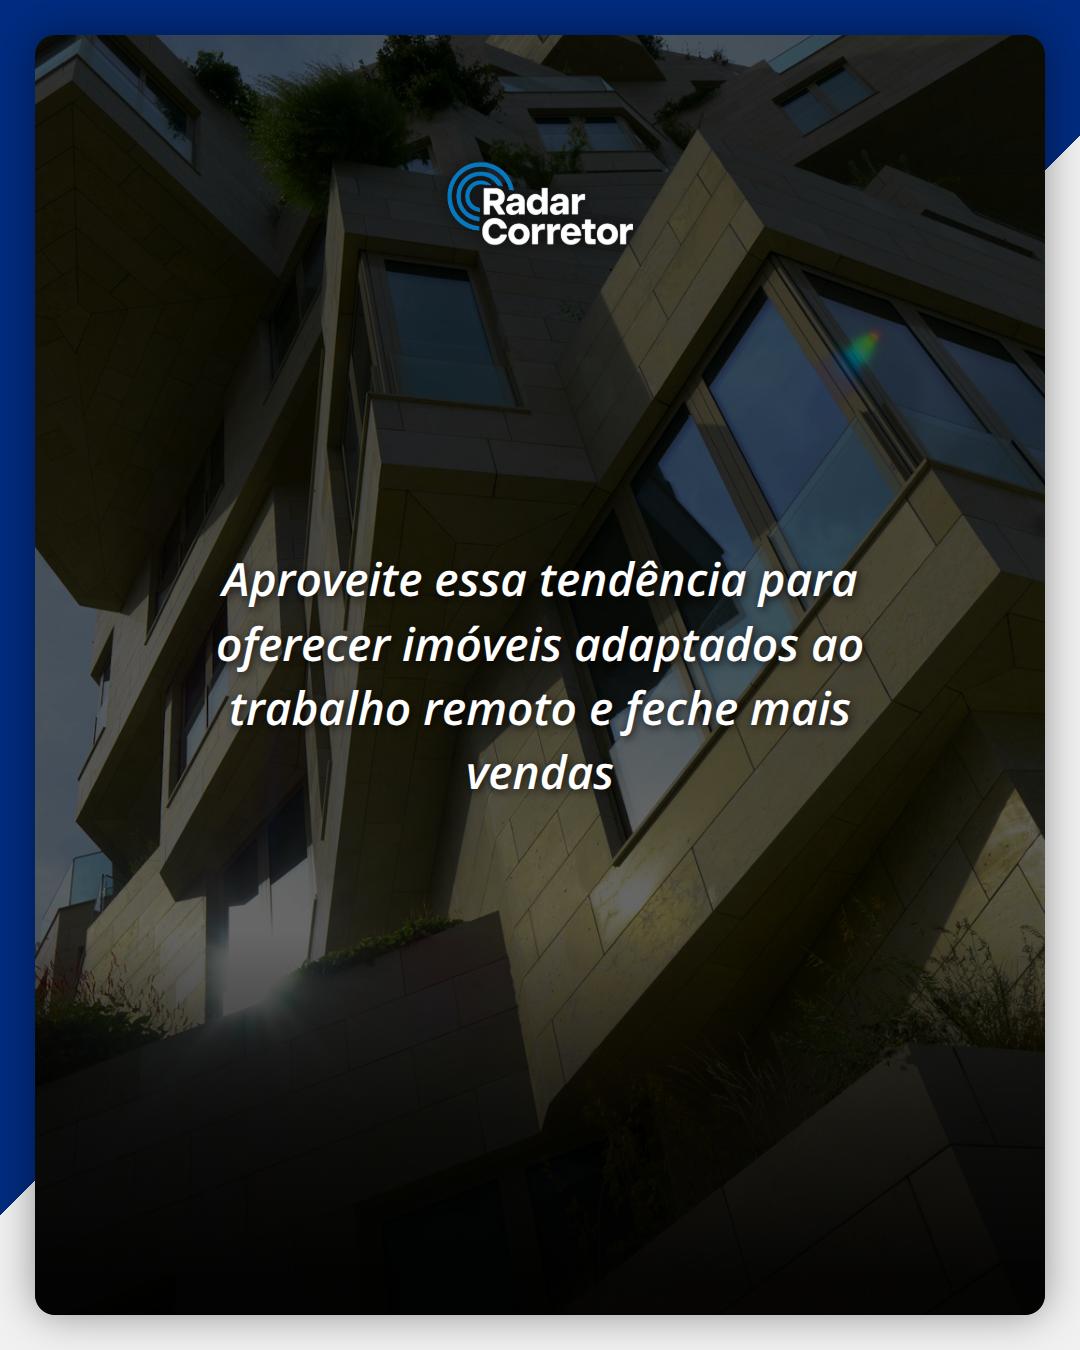 Radar
Corretor
Aproveite essa tendência para
oferecer imóveis adaptados ao
trabalho remoto e feche mais
vendas